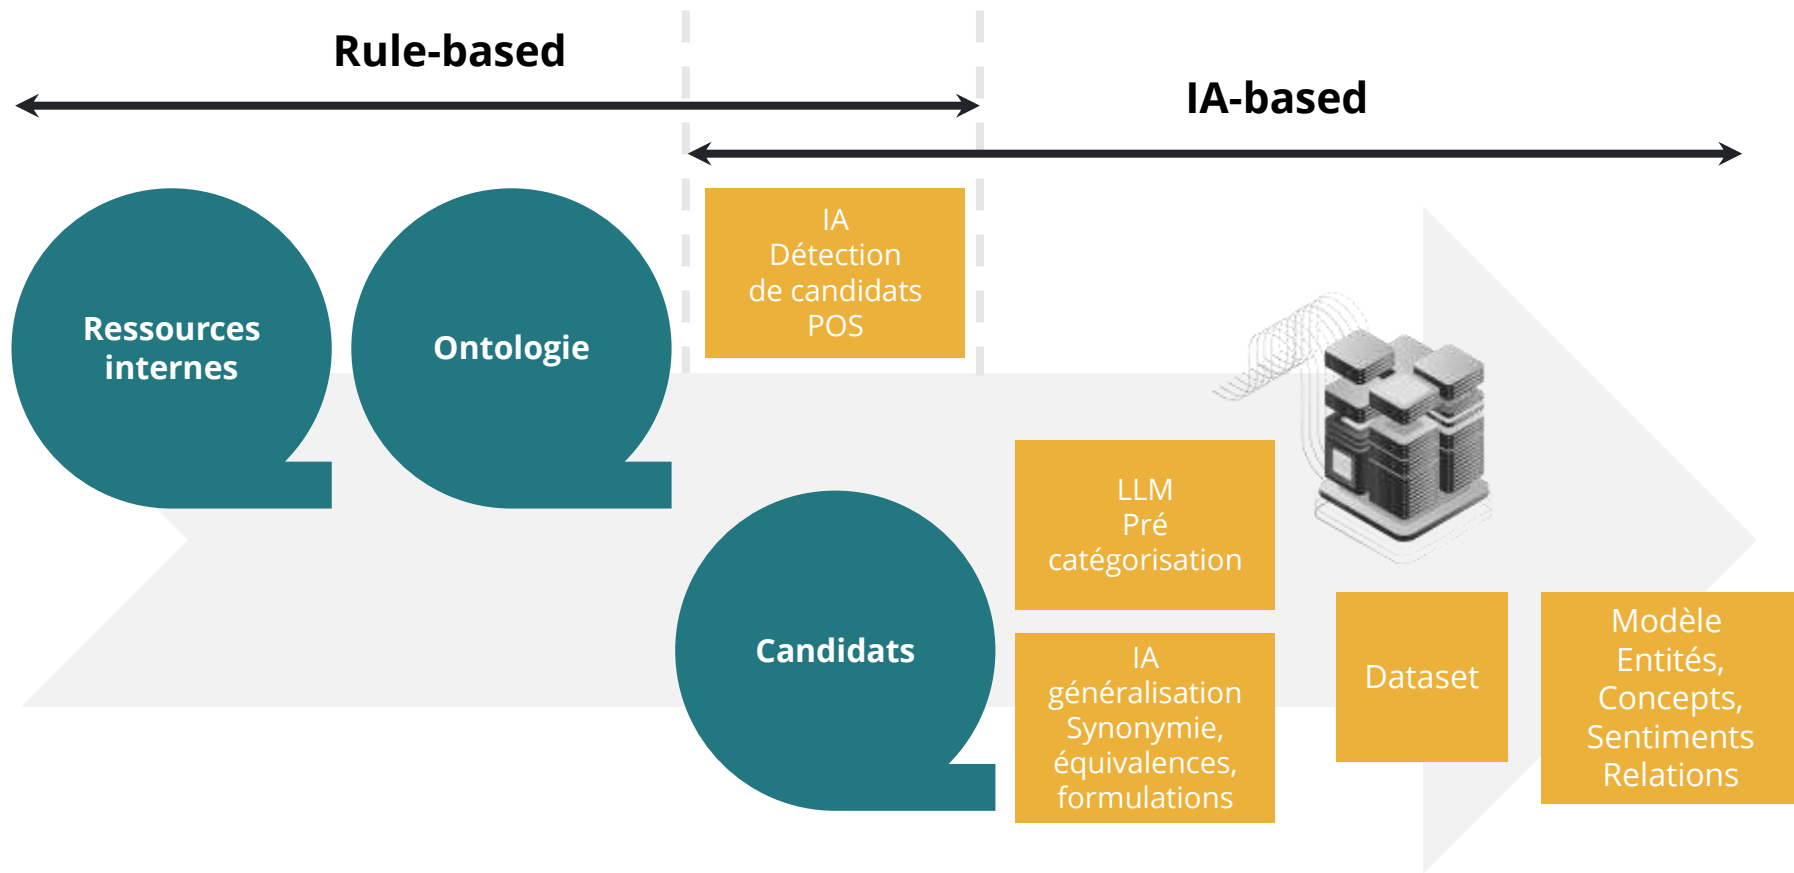 Rule-based
IA-based
Ressources
internes
Ontologie
IA
Détection
de candidats
POS
Candidats
LLM
Pré
catégorisation
IA
généralisation
Synonymie,
équivalences,
formulations
Dataset
Modèle
Entités,
Concepts,
Sentiments
Relations